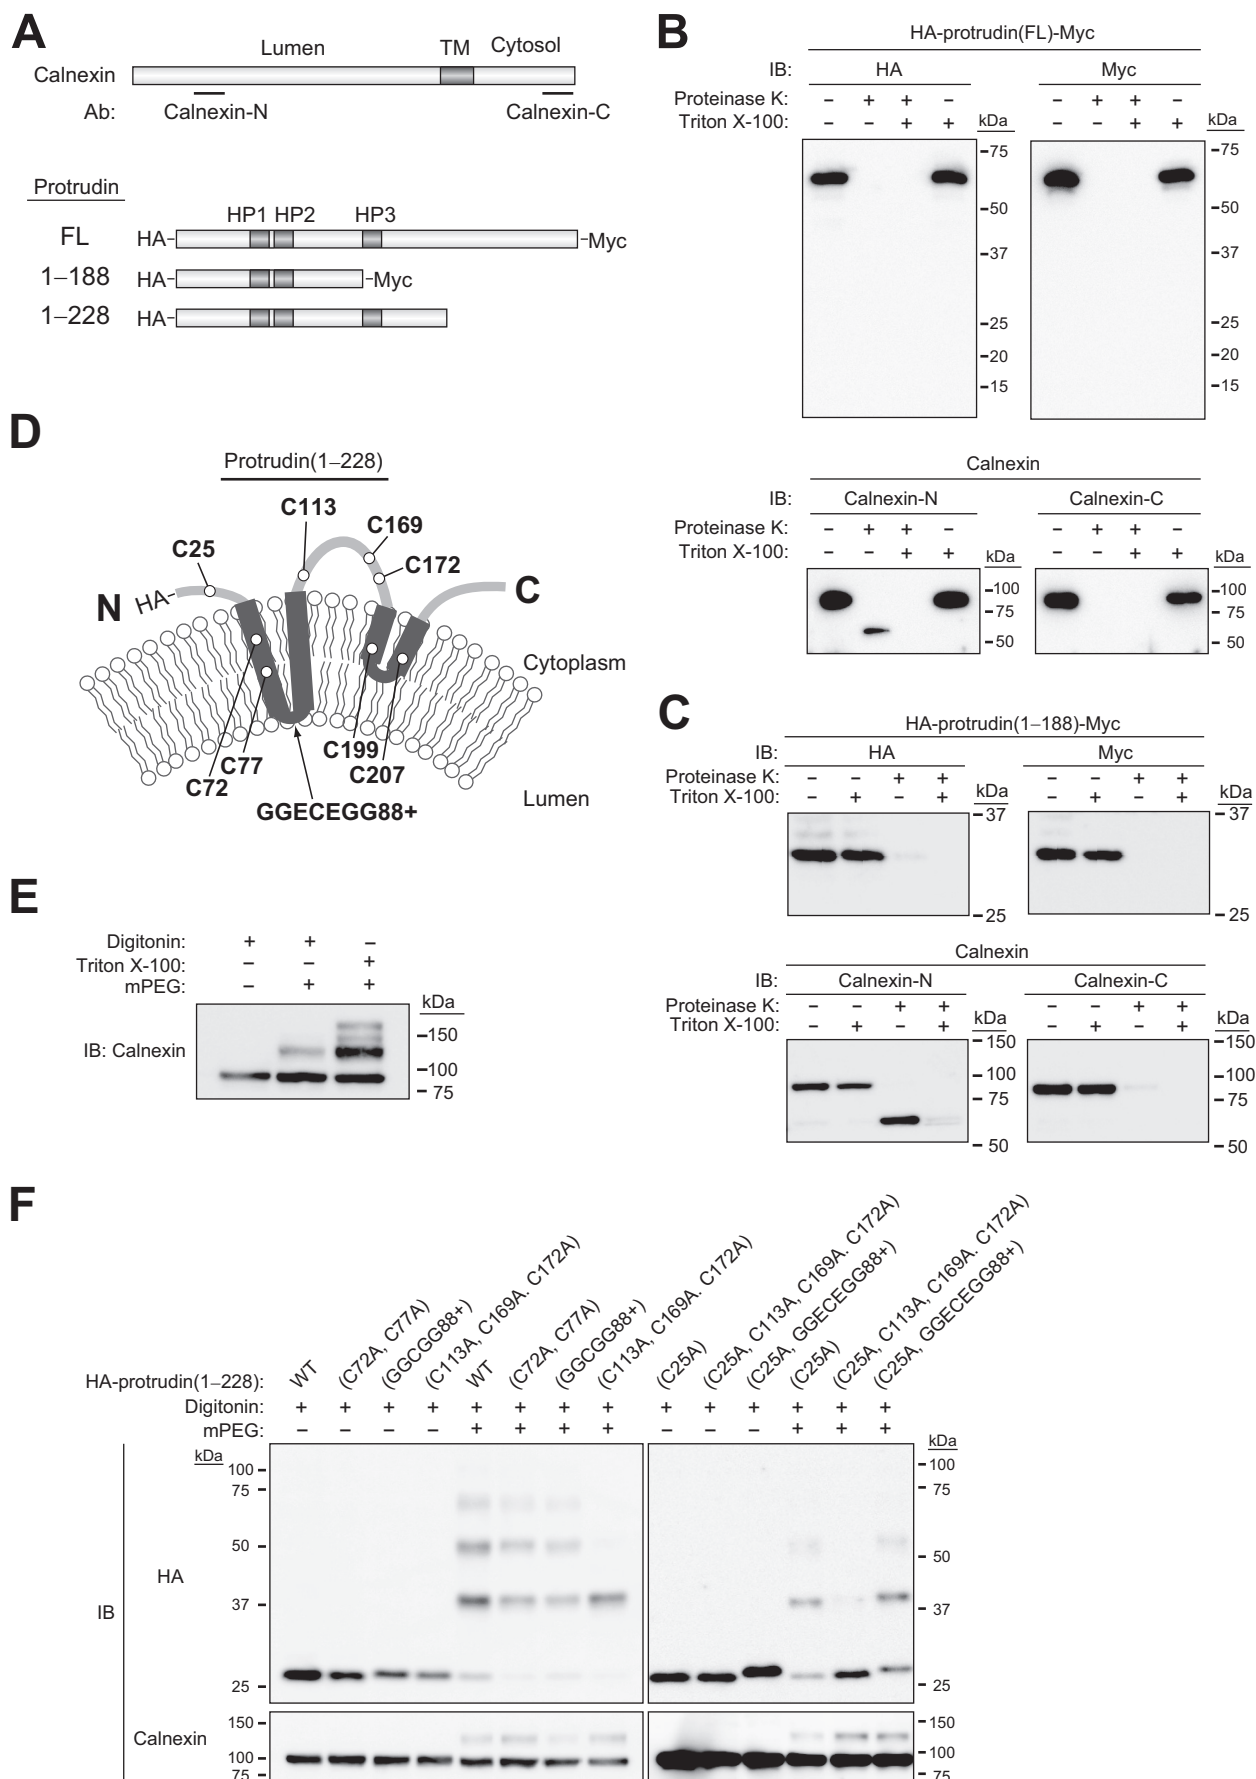 A
Lumen TM Cytosol
Calnexin
Ab: Calnexin-N Calnexin-C
Protrudin
HP1 HP2 HP3
FL HA- -Myc
1–188 HA- -Myc
1–228 HA-
B
HA-protrudin(FL)-Myc
IB: HA Myc
Proteinase K: – + + – – + + –
Triton X-100: – – + + – – + +
kDa kDa
75 75
50 50
37 37
25 25
20 20
15 15
Calnexin
IB: Calnexin-N Calnexin-C
Proteinase K: – + + – – + + –
Triton X-100: – – + + – – + +
kDa kDa
100 100
75 75
50 50
C
HA-protrudin(1–188)-Myc
IB: HA Myc
Proteinase K: – – + + – – + +
Triton X-100: – + – + – + – +
kDa kDa
37 37
25 25
Calnexin
IB: Calnexin-N Calnexin-C
Proteinase K: – – + + – – + +
Triton X-100: – + – + – + – +
kDa kDa
150 150
100 100
75 75
50 50
D
Protrudin(1–228)
C113
C169
C25
C172
N HA- C
Cytoplasm
C199
C77
C207
C72
Lumen
GGECEGG88+
E
Digitonin: + + –
Triton X-100: – – +
mPEG: – + +
kDa
150
IB: Calnexin
100
75
F
HA-protrudin(1–228): WT (C72A, C77A) (GGCGG88+) (C113A, C169A. C172A) WT (C72A, C77A) (GGCGG88+) (C113A, C169A. C172A) (C25A) (C25A, C113A, C169A. C172A) (C25A, GGECEGG88+) (C25A) (C25A, C113A, C169A. C172A) (C25A, GGECEGG88+)
Digitonin: + + + + + + + + + + + + + +
mPEG: – – – – + + + + – – – + + +
kDa kDa
100 100
75 75
50 50
HA
37 37
IB
25 25
150 150
Calnexin
100 100
75 75